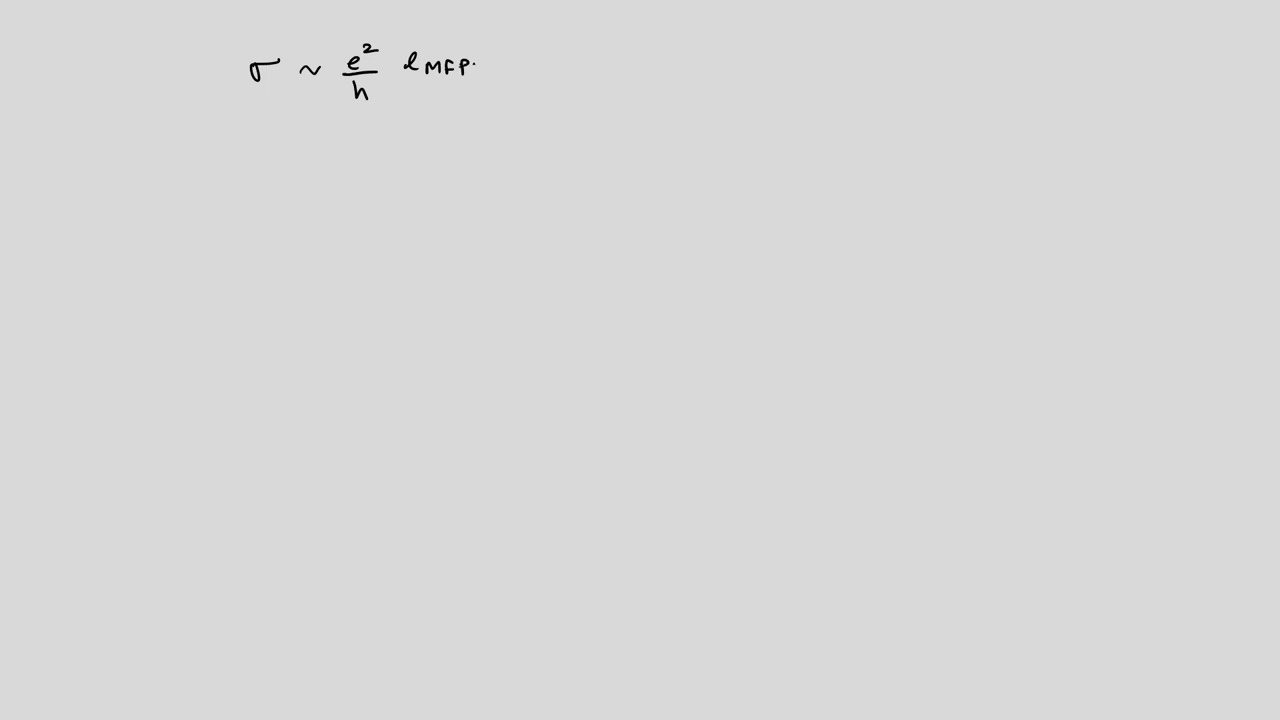 σ ~ e²/h l_MFP.